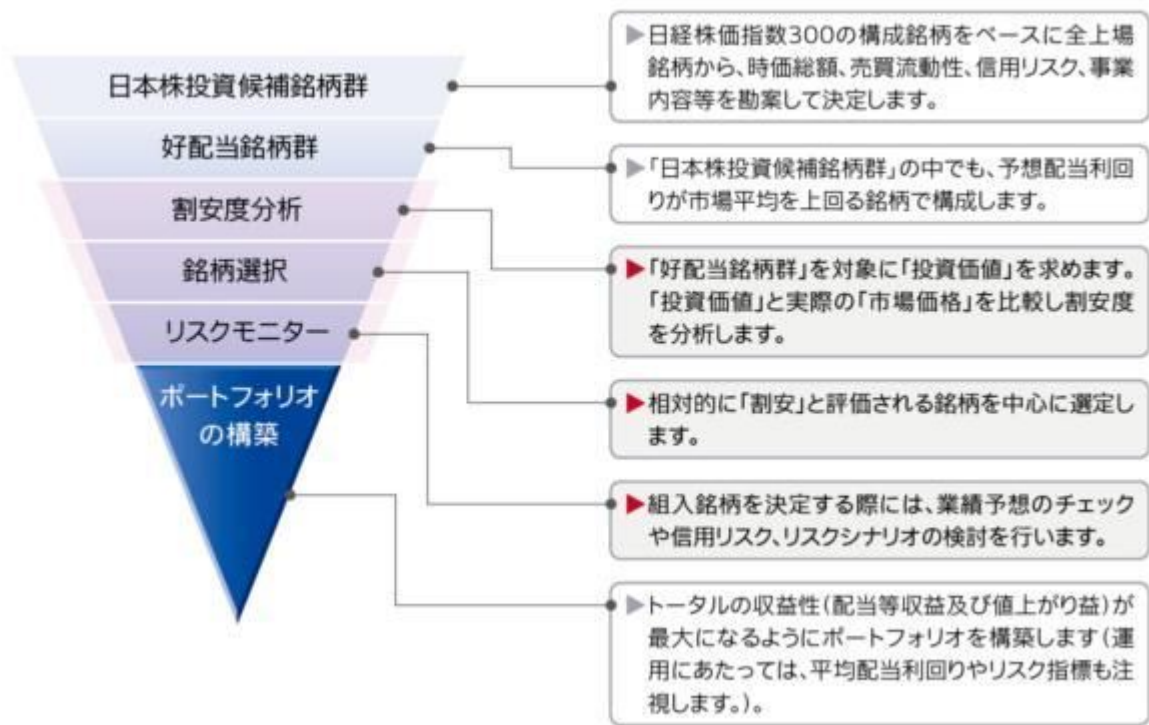 日本株投資候補銘柄群
好配当銘柄群
割安度分析
銘柄選択
リスクモニター
ポートフォリオ
の構築
▶日経株価指数300の構成銘柄をベースに全上場
銘柄から、時価総額、売買流動性、信用リスク、事業
内容等を勘案して決定します。
▶「日本株投資候補銘柄群」の中でも、予想配当利回
りが市場平均を上回る銘柄で構成します。
▶「好配当銘柄群」を対象に「投資価値」を求めます。
「投資価値」と実際の「市場価格」を比較し割安度
を分析します。
▶相対的に「割安」と評価される銘柄を中心に選定し
ます。
▶組入銘柄を決定する際には、業績予想のチェック
や信用リスク、リスクシナリオの検討を行います。
▶トータルの収益性(配当等収益及び値上がり益)が
最大になるようにポートフォリオを構築します(運
用にあたっては、平均配当利回りやリスク指標も注
視します。)。